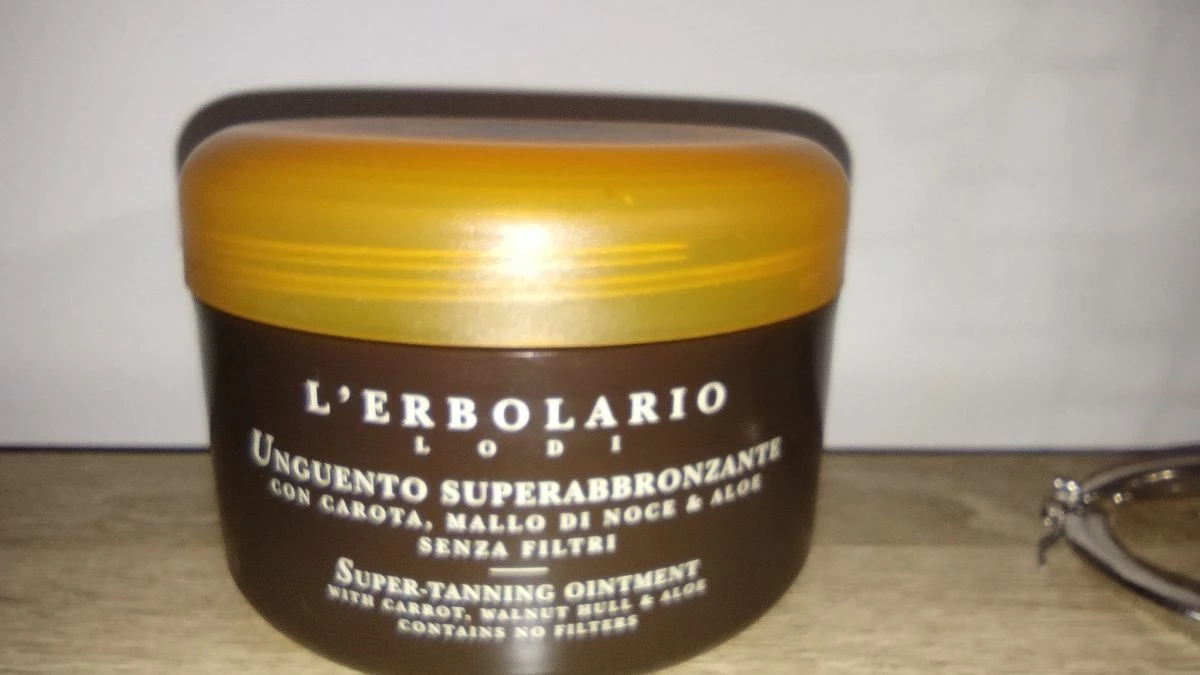 L'ERBOLARIO
LODI
UNGUENTO SUPERABBRONZANTE
CON CAROTA, MALLO DI NOCE & ALOE
SENZA FILTRI
SUPER-TANNING OINTMENT
WITH CARROT, WALNUT HULL & ALOE
CONTAINS NO FILTERS